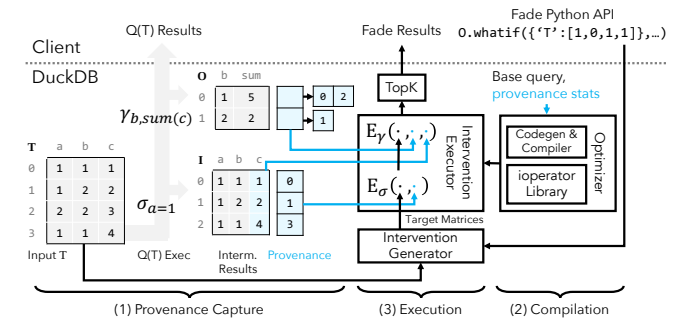 Fade Python API
Q(T) Results
Fade Results
O.whatif({‘T’:[1,0,1,1]},…)
Client
DuckDB
TopK
Base query,
provenance stats
O b sum
0 1 5
1 2 2
0 2
1
γb,sum(c)
Eγ(·,·,·)
Intervention
Executor
Codegen &
Compiler
ioperator
Library
Optimizer
T a b c
0 1 1 1
1 1 2 2
2 2 2 3
3 1 1 4
I a b c
0 1 1 1
1 1 2 2
2 1 1 4
0
1
3
σa=1
Eσ(·,·)
Target Matrices
Intervention
Generator
Input T
Q(T) Exec
Interm.
Results
Provenance
(1) Provenance Capture
(3) Execution
(2) Compilation